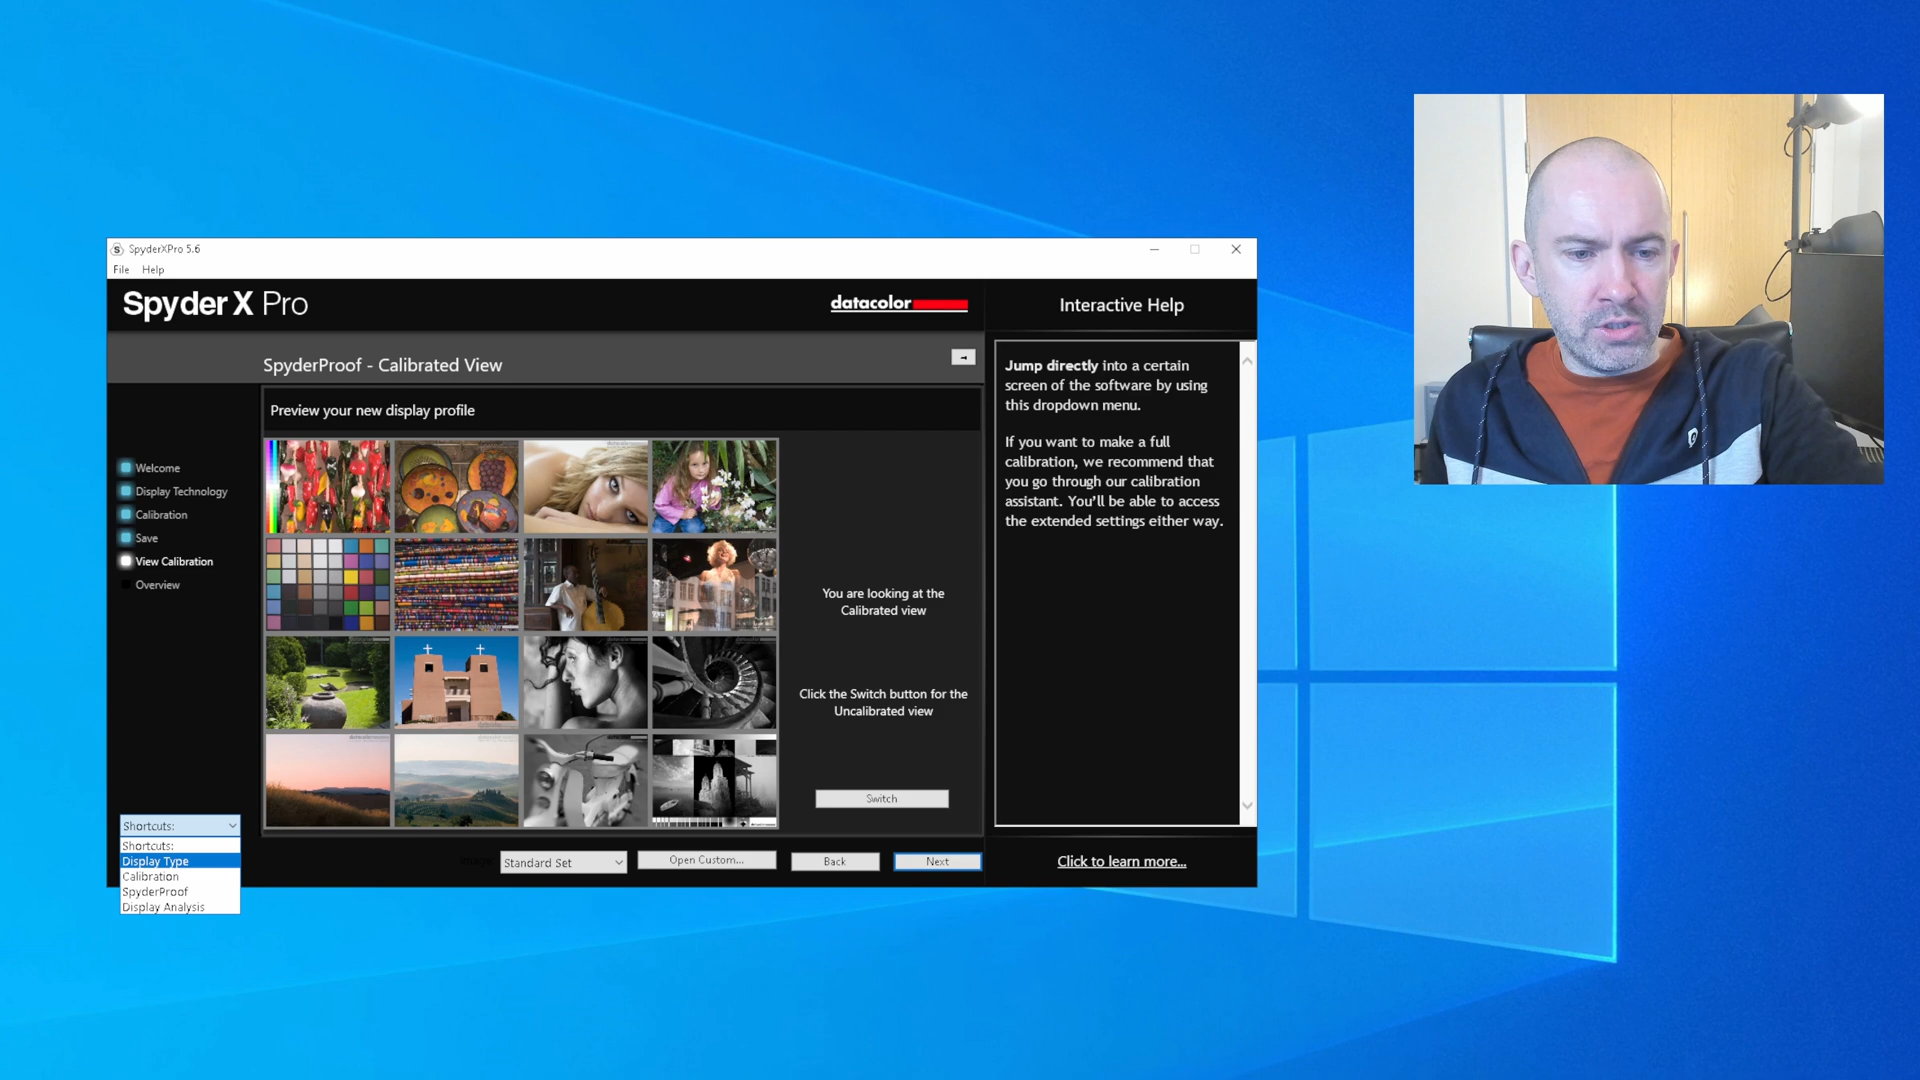 SpyderXPro 5.6
File Help
Spyder X Pro
datacolor
Interactive Help
SpyderProof - Calibrated View
Preview your new display profile
Welcome
Display Technology
Calibration
Save
View Calibration
Overview
You are looking at the
Calibrated view
Click the Switch button for the
Uncalibrated view
Switch
Jump directly into a certain
screen of the software by using
this dropdown menu.
If you want to make a full
calibration, we recommend that
you go through our calibration
assistant. You'll be able to access
the extended settings either way.
Shortcuts:
Shortcuts:
Display Type
Calibration
SpyderProof
Display Analysis
Standard Set
Open Custom...
Back
Next
Click to learn more...